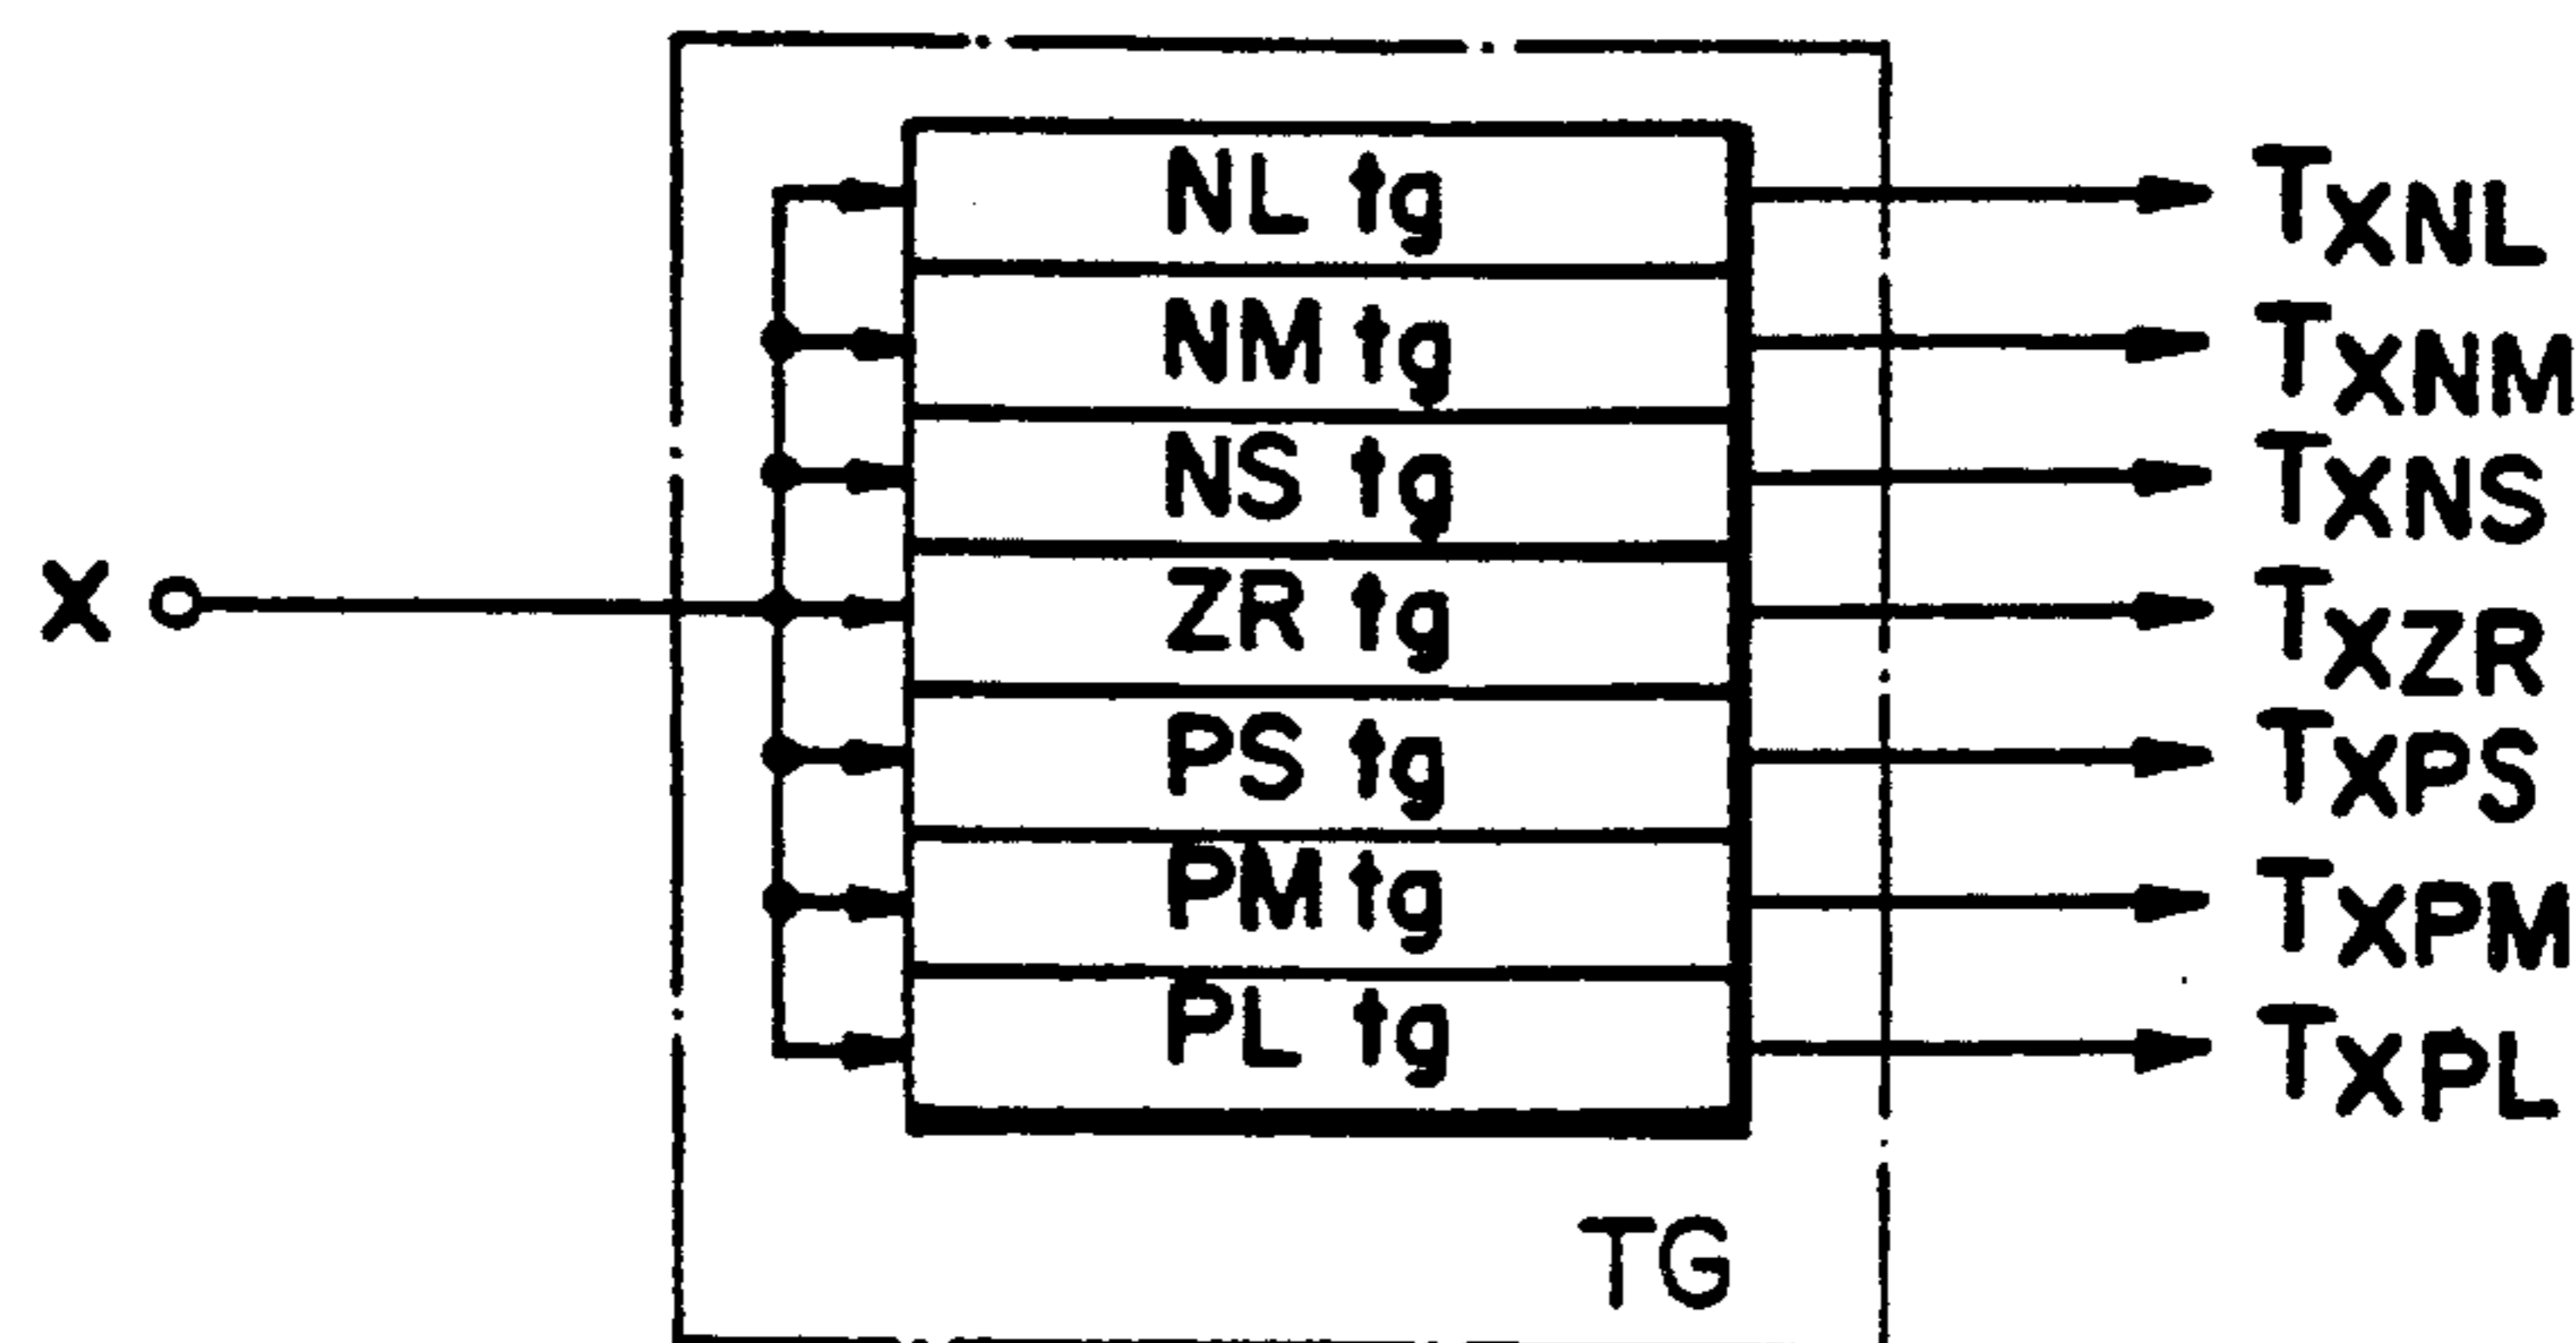 NL tg TXNL
NM tg TXNM
NS tg TXNS
X ZR tg TXZR
PS tg TXPS
PM tg TXPM
PL tg TXPL
TG